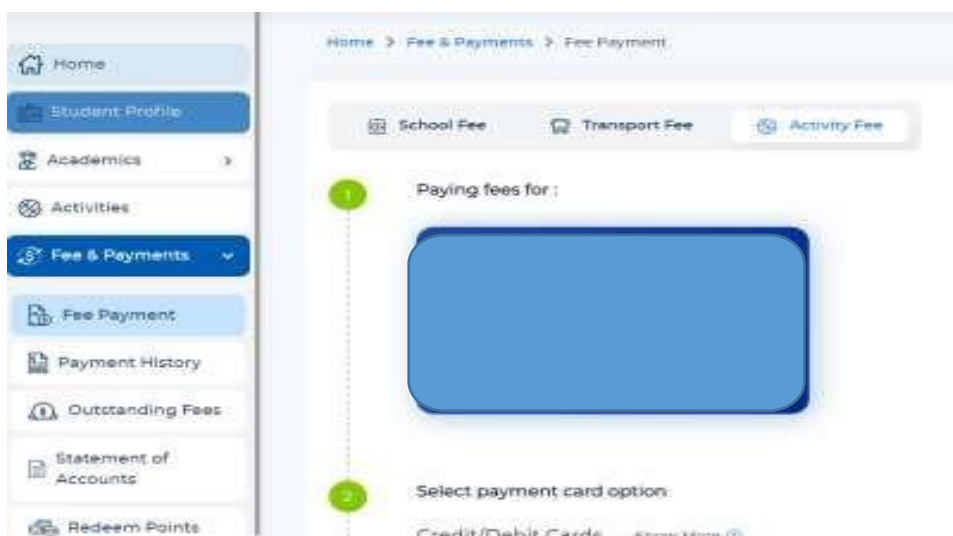 Home > Fee & Payments > Fee Payment
Home
Student Profile
Academics >
Activities
Fee & Payments
Fee Payment
Payment History
Outstanding Fees
Statement of
Accounts
Redeem Points
School Fee Transport Fee Activity Fee
1
Paying fees for :
2
Select payment card option
Credit/Debit Cards Show More